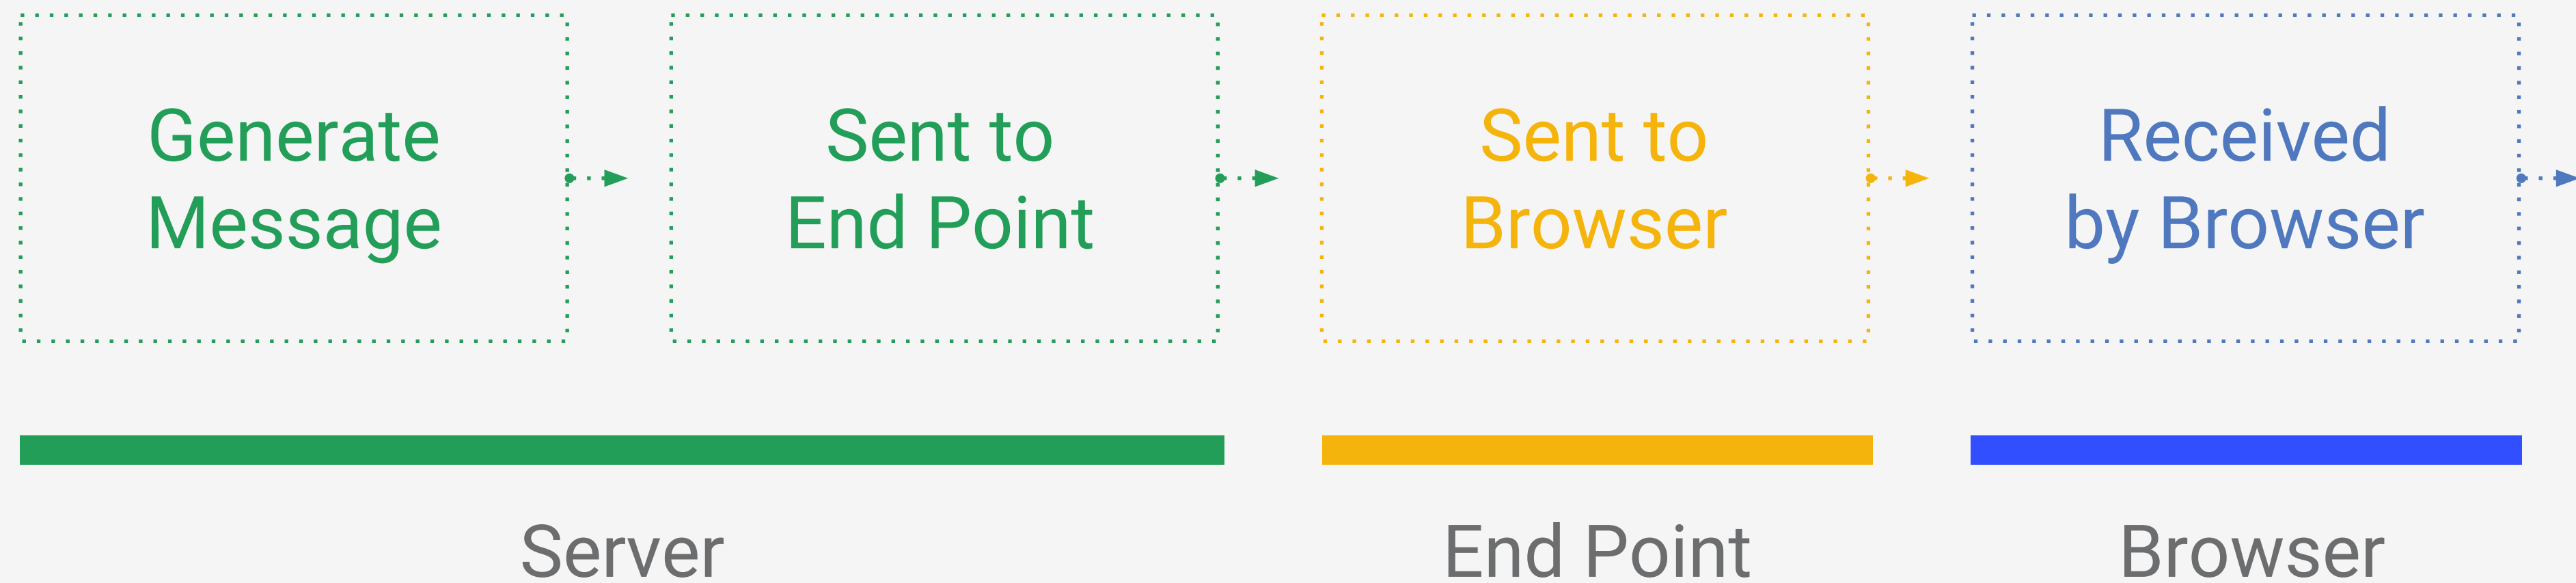 Generate
Message
Sent to
End Point
Sent to
Browser
Received
by Browser
Server
End Point
Browser